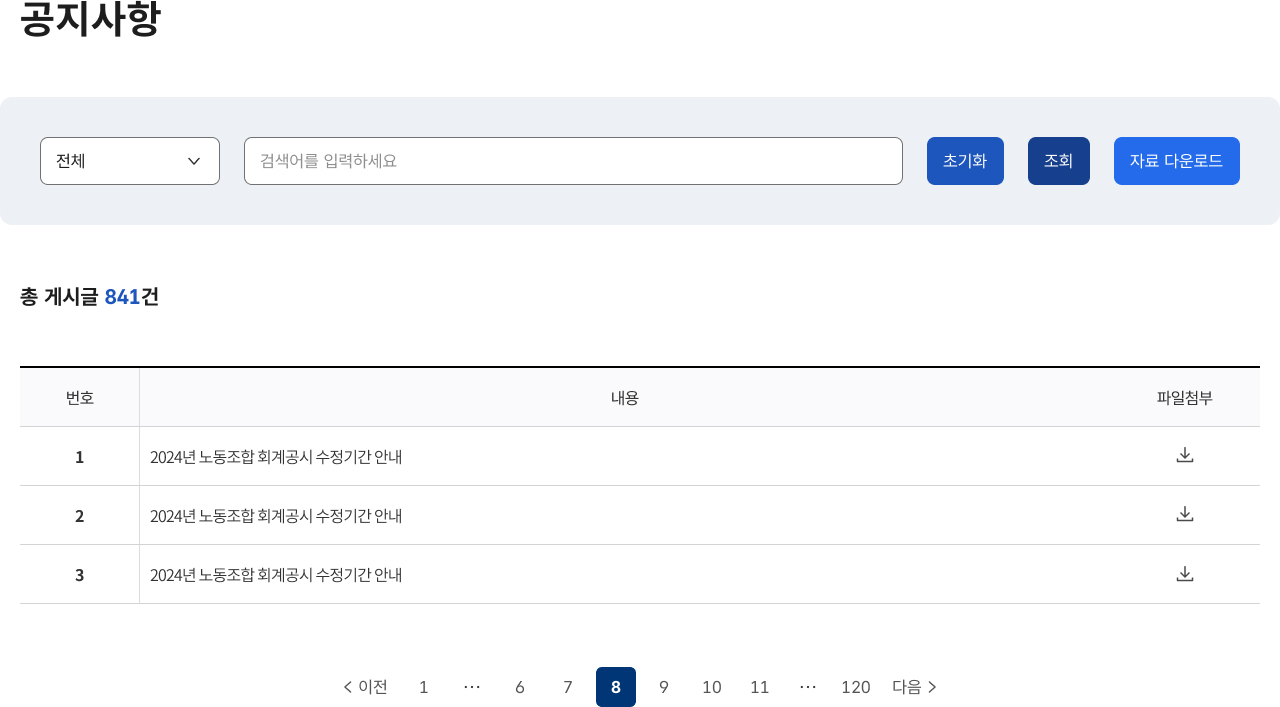 공지사항
전체 검색어를 입력하세요 초기화 조회 자료 다운로드
총 게시글 841건
번호 내용 파일첨부
1 2024년 노동조합 회계공시 수정기간 안내
2 2024년 노동조합 회계공시 수정기간 안내
3 2024년 노동조합 회계공시 수정기간 안내
이전 1 ··· 6 7 8 9 10 11 ··· 120 다음